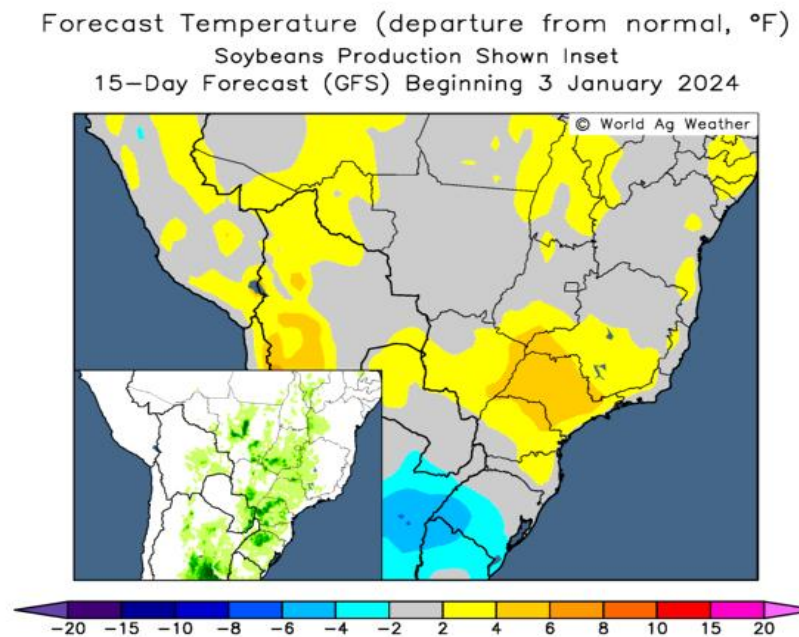 Forecast Temperature (departure from normal, °F)
Soybeans Production Shown Inset
15-Day Forecast (GFS) Beginning 3 January 2024
© World Ag Weather
-20 -15 -10 -8 -6 -4 -2 2 4 6 8 10 15 20